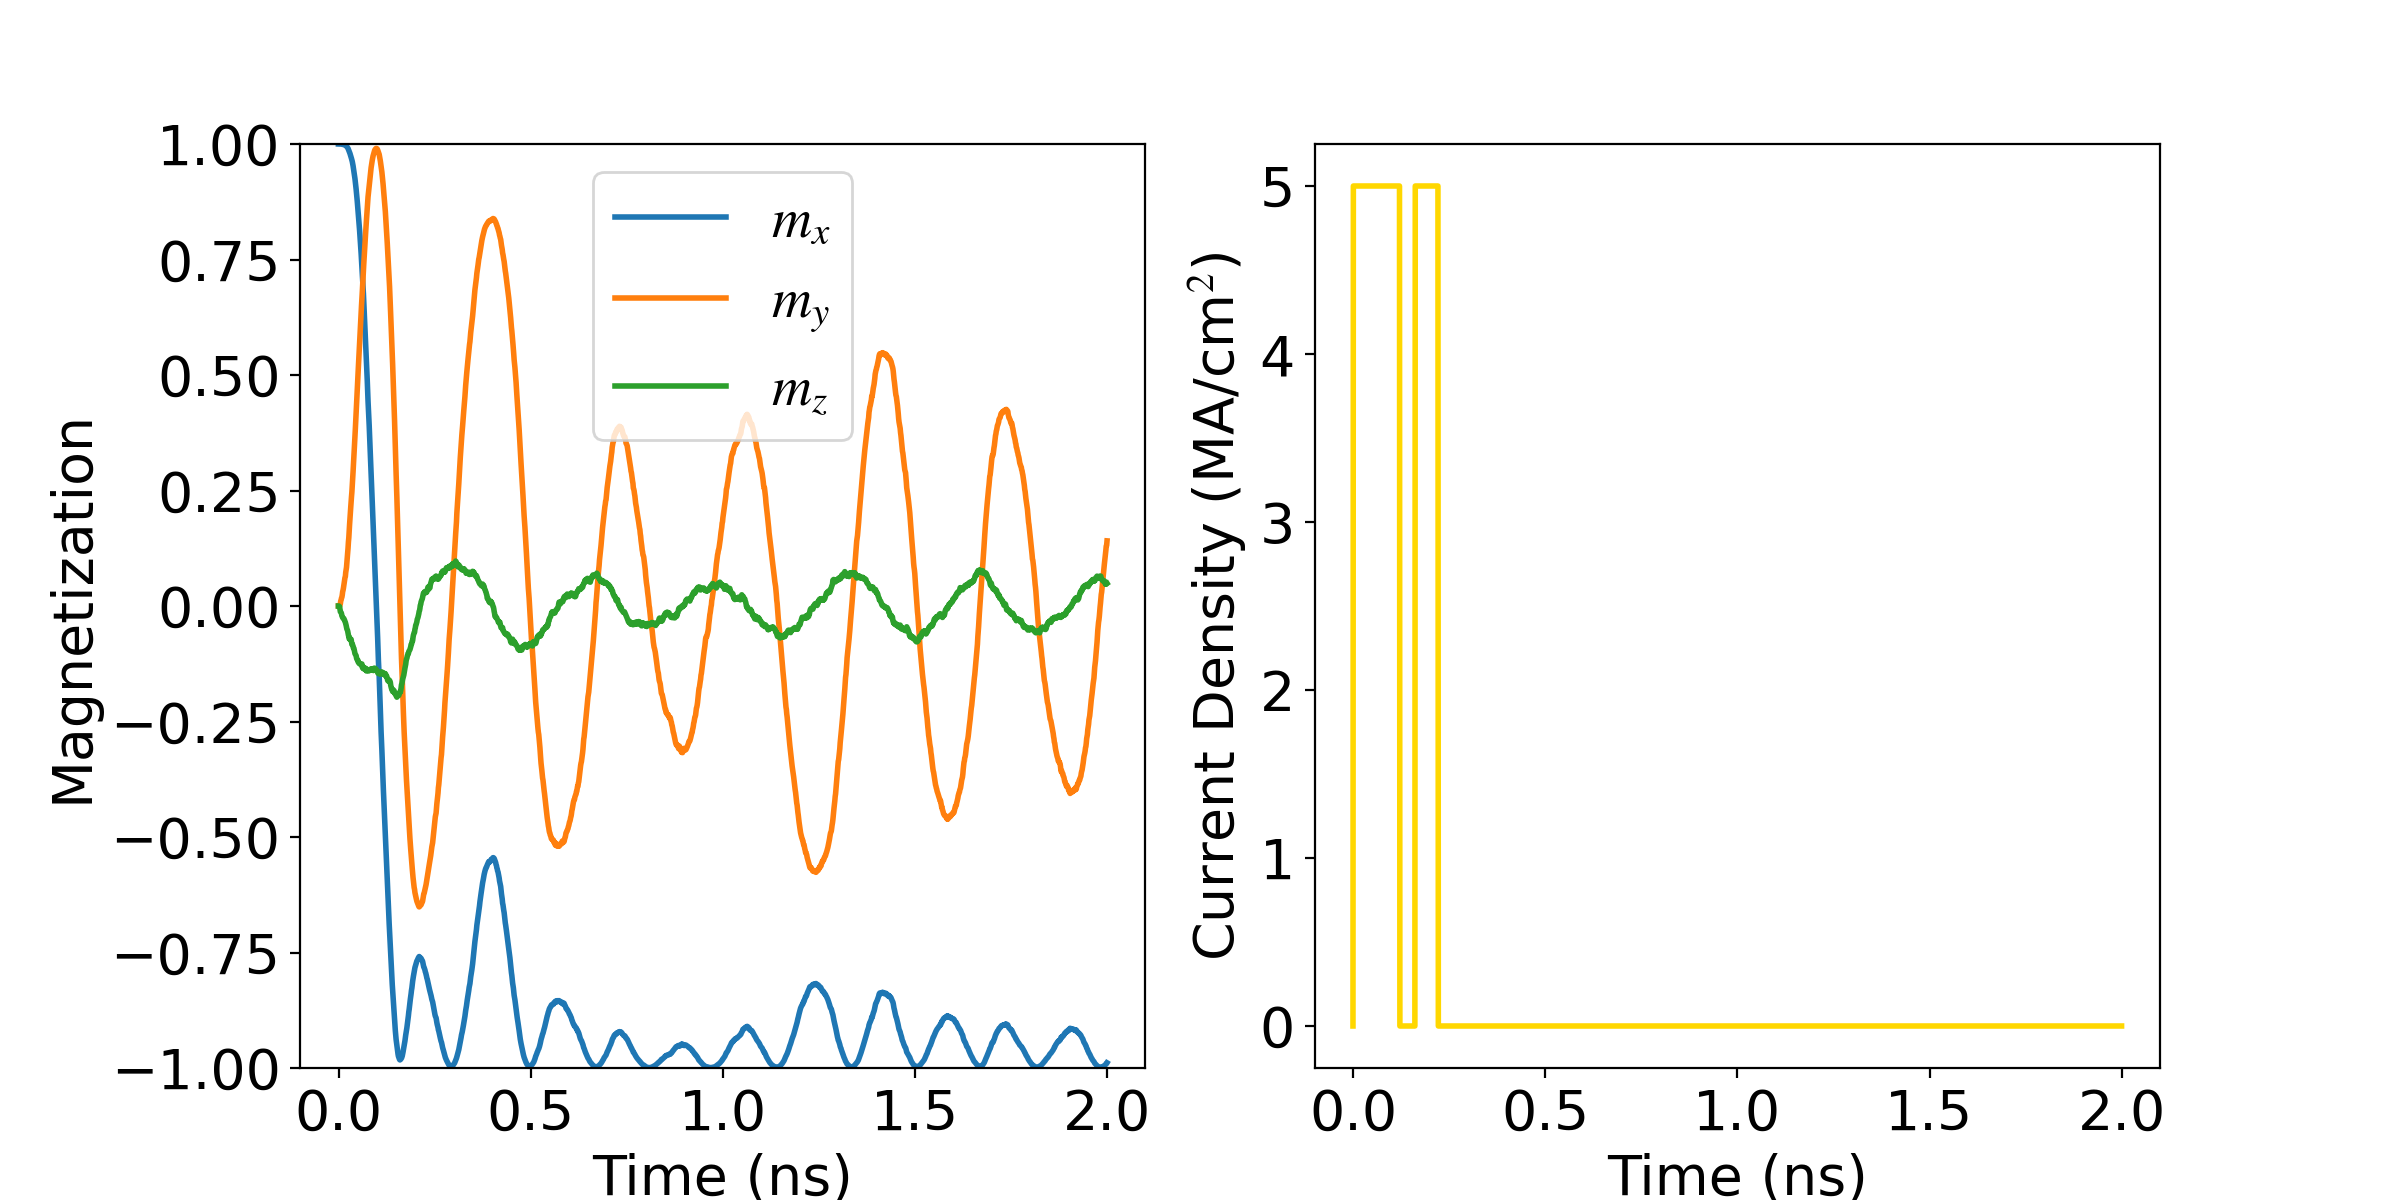 1.00
0.75
0.50
0.25
0.00
−0.25
−0.50
−0.75
−1.00
Magnetization
0.0 0.5 1.0 1.5 2.0
Time (ns)
m_x
m_y
m_z
5
4
3
2
1
0
Current Density (MA/cm²)
0.0 0.5 1.0 1.5 2.0
Time (ns)